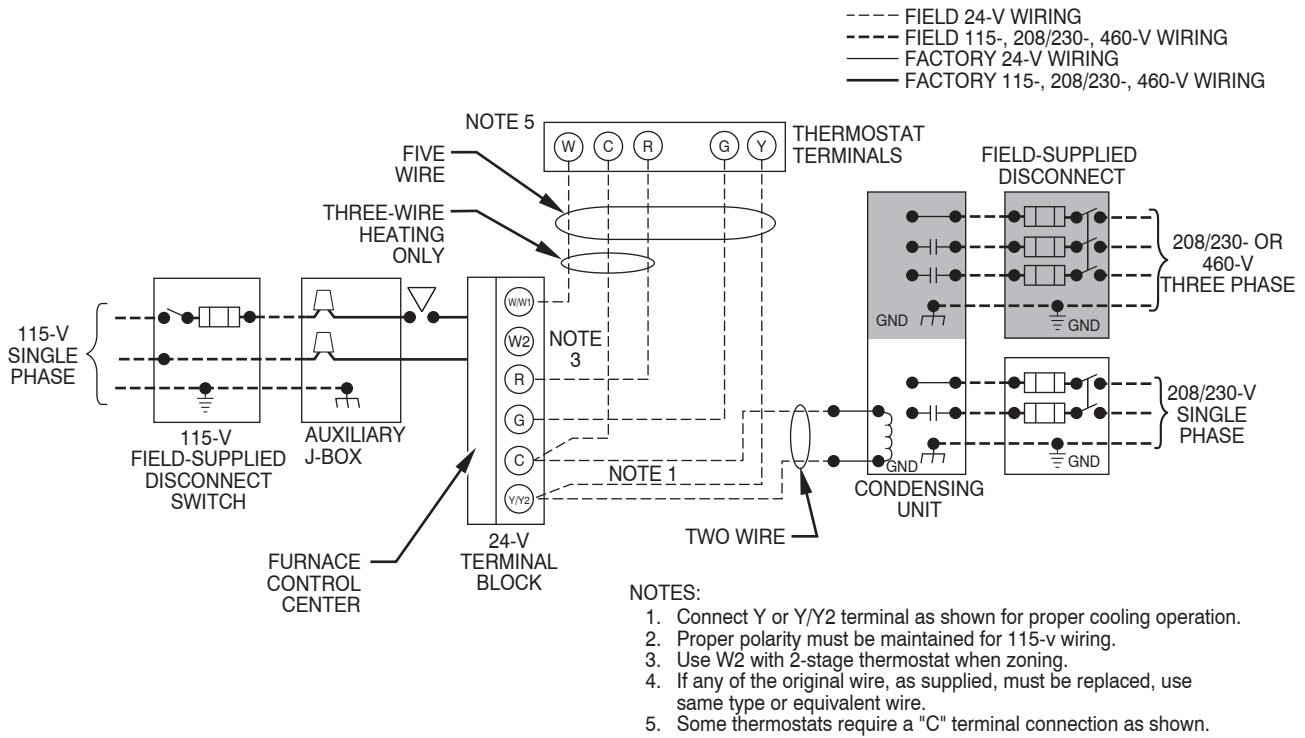 FIELD 24-V WIRING
FIELD 115-, 208/230-, 460-V WIRING
FACTORY 24-V WIRING
FACTORY 115-, 208/230-, 460-V WIRING
NOTE 5
W
C
R
G
Y
THERMOSTAT
TERMINALS
FIVE
WIRE
THREE-WIRE
HEATING
ONLY
FIELD-SUPPLIED
DISCONNECT
208/230- OR
460-V
THREE PHASE
GND
GND
115-V
SINGLE
PHASE
W/W1
W2
R
G
C
Y/Y2
NOTE
3
NOTE 1
208/230-V
SINGLE
PHASE
GND
GND
115-V
FIELD-SUPPLIED
DISCONNECT
SWITCH
AUXILIARY
J-BOX
CONDENSING
UNIT
TWO WIRE
FURNACE
CONTROL
CENTER
24-V
TERMINAL
BLOCK
NOTES:
1. Connect Y or Y/Y2 terminal as shown for proper cooling operation.
2. Proper polarity must be maintained for 115-v wiring.
3. Use W2 with 2-stage thermostat when zoning.
4. If any of the original wire, as supplied, must be replaced, use
same type or equivalent wire.
5. Some thermostats require a "C" terminal connection as shown.